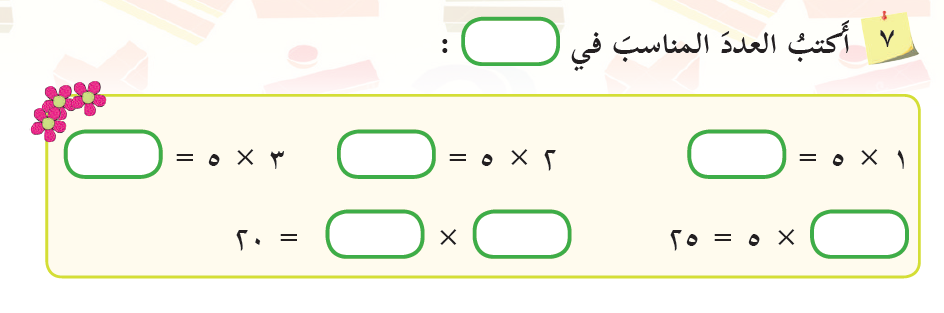 ٧ أَكتبُ العددَ المناسبَ في :
١ × ٥ = ٢ × ٥ = ٣ × ٥ =
× ٥ = ٢٥ × = ٢٠